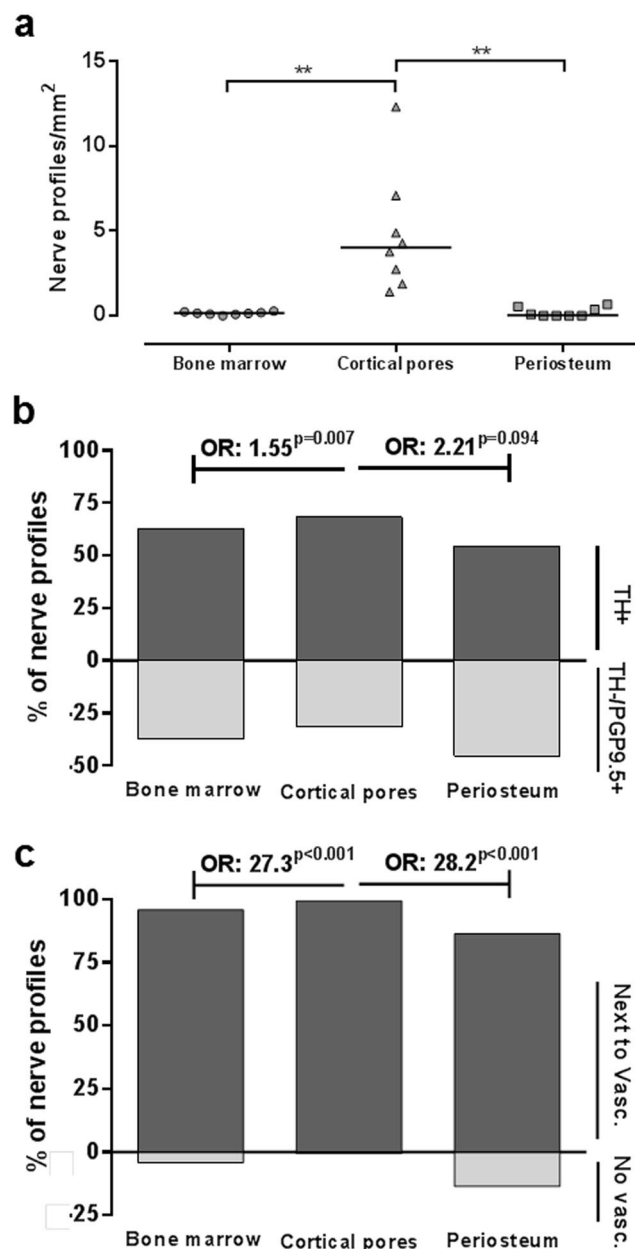 a
** **
Nerve profiles/mm2
15
10
5
0
Bone marrow Cortical pores Periosteum
b
OR: 1.55p=0.007 OR: 2.21p=0.094
% of nerve profiles
100
75
50
25
0
-25
-50
TH+
TH-/PGP9.5+
Bone marrow Cortical pores Periosteum
c
OR: 27.3p<0.001 OR: 28.2p<0.001
% of nerve profiles
100
75
50
25
0
-25
Next to Vasc.
No vasc.
Bone marrow Cortical pores Periosteum